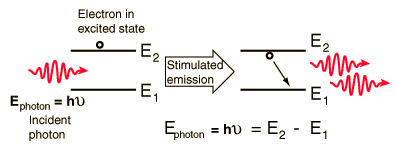 Electron in
excited state
E₂
E₁
Ephoton = hυ
Incident
photon
Stimulated
emission
E₂
E₁
Ephoton = hυ = E₂ - E₁